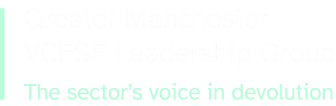 Greater Manchester
VCFSE Leadership Group
The sector's voice in devolution